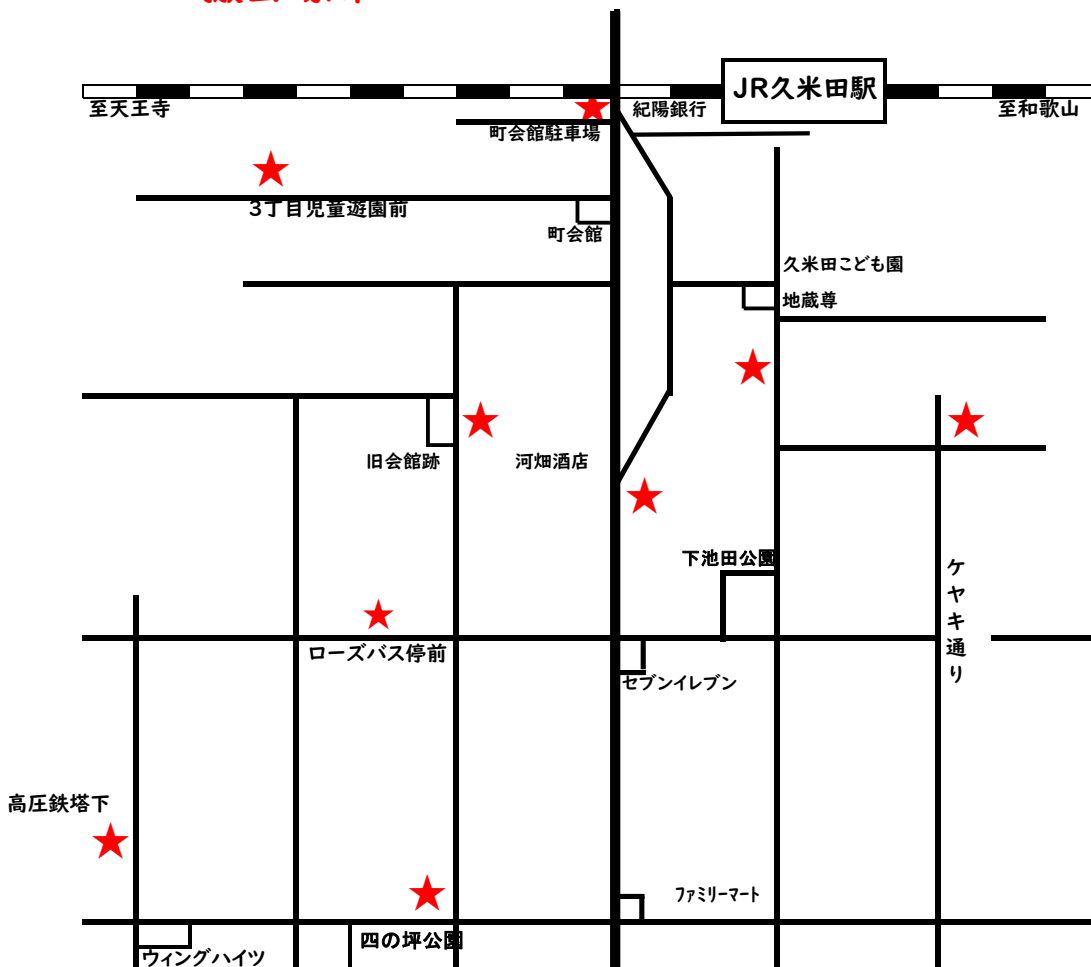 JR久米田駅
至天王寺
紀陽銀行
至和歌山
町会館駐車場
3丁目児童遊園前
町会館
久米田こども園
地蔵尊
旧会館跡
河畑酒店
下池田公園
ケヤキ通り
ローズバス停前
セブンイレブン
高圧鉄塔下
ファミリーマート
四の坪公園
ウィングハイツ